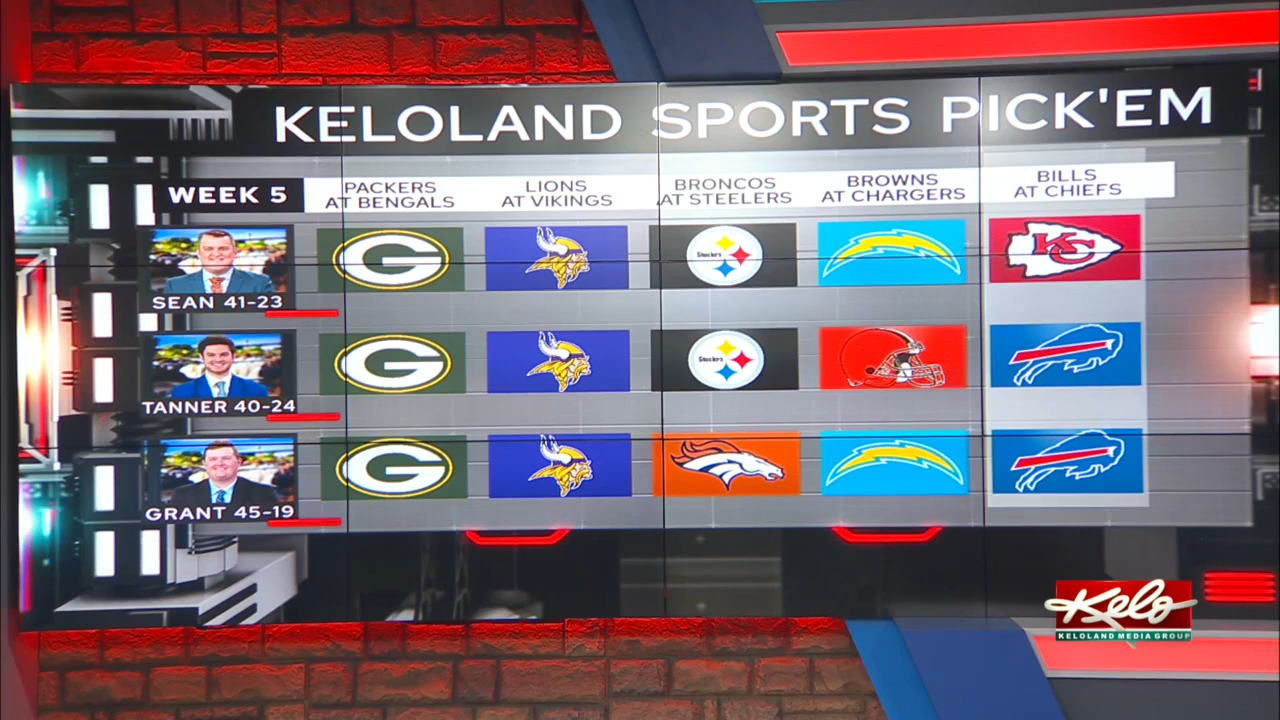 KELOLAND SPORTS PICK'EM
WEEK 5
PACKERS
AT BENGALS
LIONS
AT VIKINGS
BRONCOS
AT STEELERS
BROWNS
AT CHARGERS
BILLS
AT CHIEFS
G
Steelers
KC
SEAN 41-23
G
Steelers
TANNER 40-24
G
GRANT 45-19
Kelo
KELOLAND MEDIA GROUP